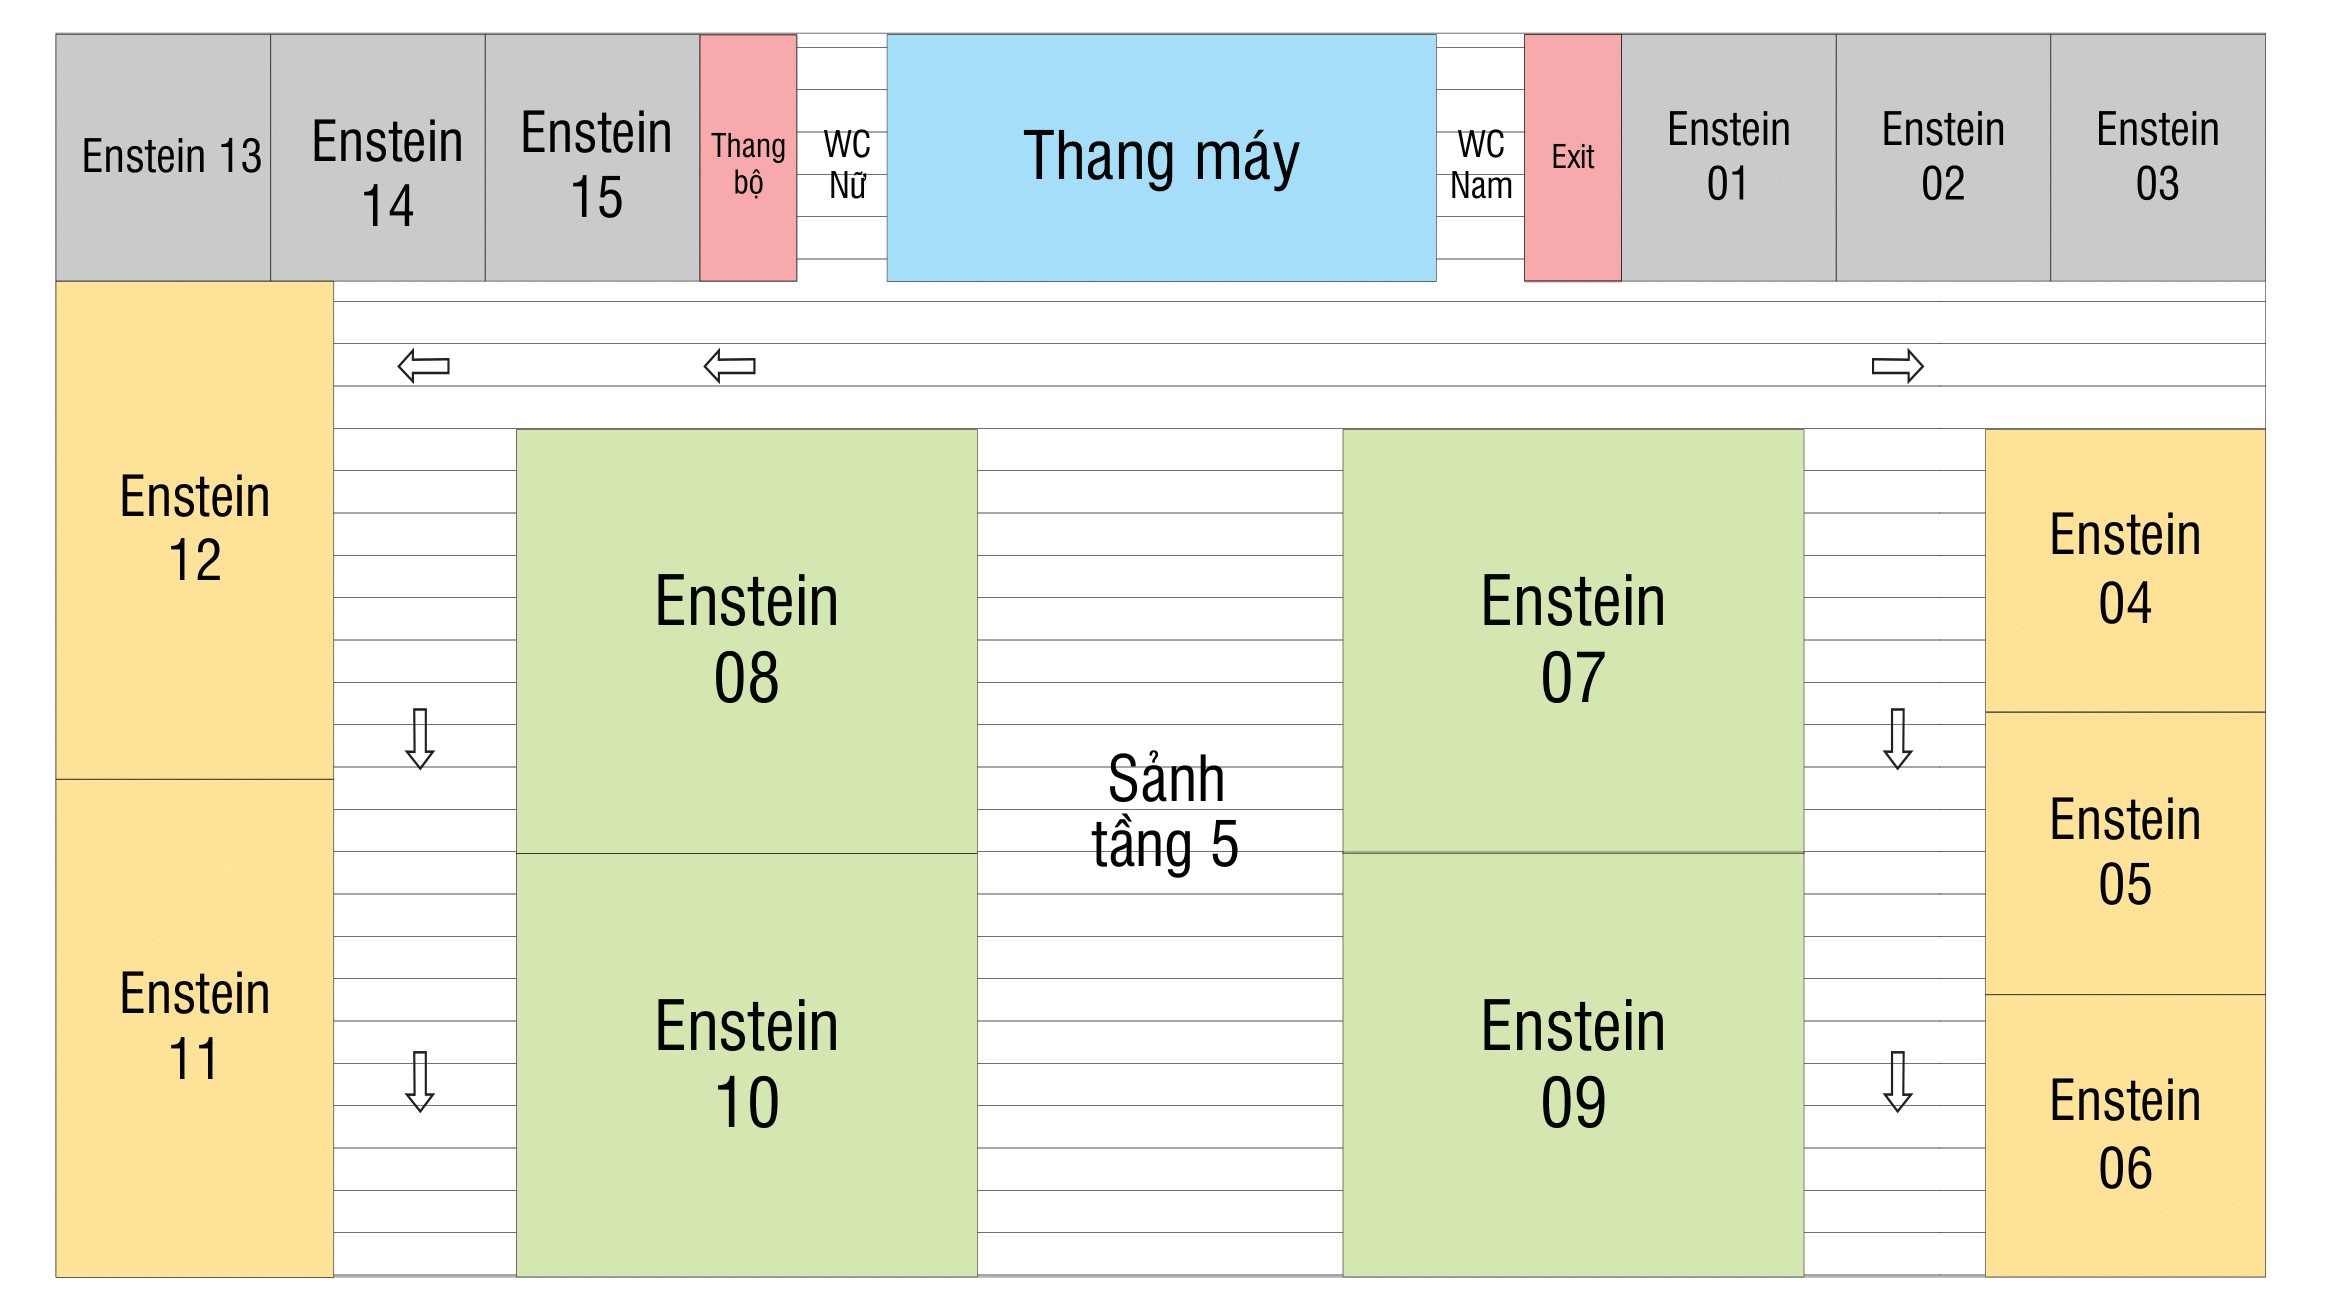 Enstein 13
Enstein
14
Enstein
15
Thang
bộ
WC
Nữ
Thang máy
WC
Nam
Exit
Enstein
01
Enstein
02
Enstein
03
Enstein
12
Enstein
08
Enstein
07
Enstein
04
Sảnh
tầng 5
Enstein
05
Enstein
11
Enstein
10
Enstein
09
Enstein
06